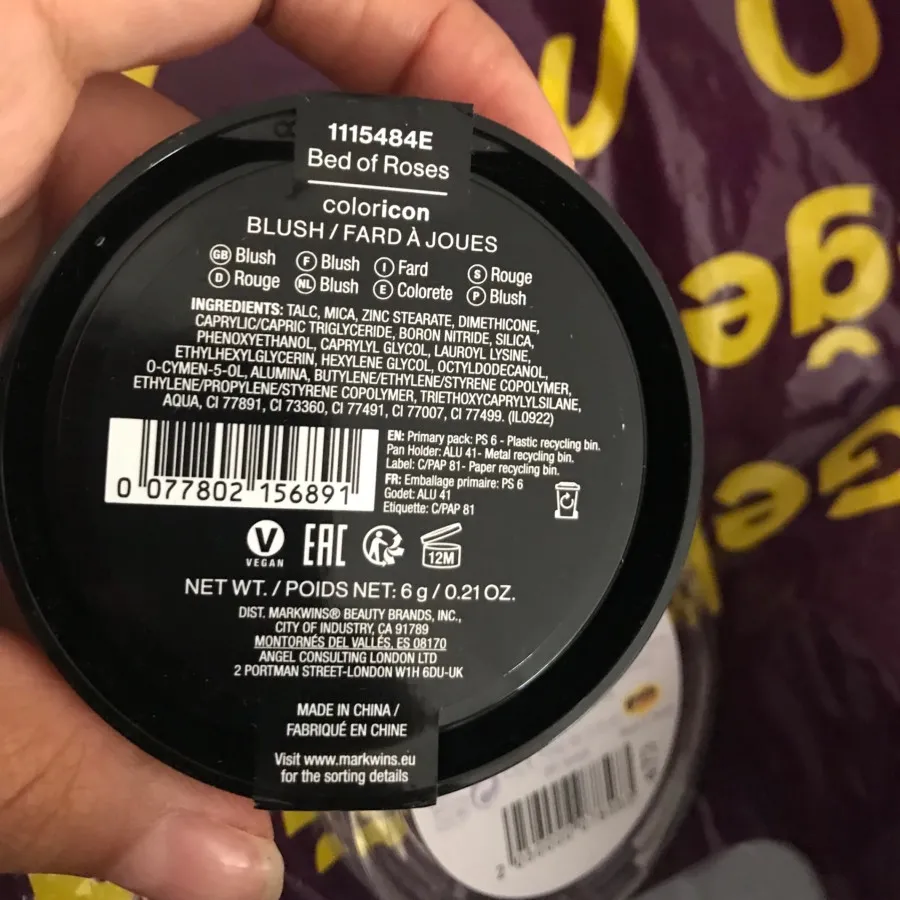 1115484E
Bed of Roses
coloricon
BLUSH / FARD À JOUES
GB Blush F Blush I Fard S Rouge
D Rouge NL Blush E Colorete P Blush
INGREDIENTS: TALC, MICA, ZINC STEARATE, DIMETHICONE,
CAPRYLIC/CAPRIC TRIGLYCERIDE, BORON NITRIDE, SILICA,
PHENOXYETHANOL, CAPRYLYL GLYCOL, LAUROYL LYSINE,
ETHYLHEXYLGLYCERIN, HEXYLENE GLYCOL, OCTYLDODECANOL,
O-CYMEN-5-OL, ALUMINA, BUTYLENE/ETHYLENE/STYRENE COPOLYMER,
ETHYLENE/PROPYLENE/STYRENE COPOLYMER, TRIETHOXYCAPRYLYLSILANE,
AQUA, CI 77891, CI 73360, CI 77491, CI 77007, CI 77499. (IL0922)
EN: Primary pack: PS 6 - Plastic recycling bin.
Pan Holder: ALU 41- Metal recycling bin.
Label: C/PAP 81- Paper recycling bin.
FR: Emballage primaire: PS 6
Godet: ALU 41
Etiquette: C/PAP 81
0 077802 156891
V VEGAN EAC 12M
NET WT. / POIDS NET: 6 g / 0.21 OZ.
DIST. MARKWINS® BEAUTY BRANDS, INC.,
CITY OF INDUSTRY, CA 91789
MONTORNÉS DEL VALLÉS, ES 08170
ANGEL CONSULTING LONDON LTD
2 PORTMAN STREET-LONDON W1H 6DU-UK
MADE IN CHINA /
FABRIQUÉ EN CHINE
Visit www.markwins.eu
for the sorting details